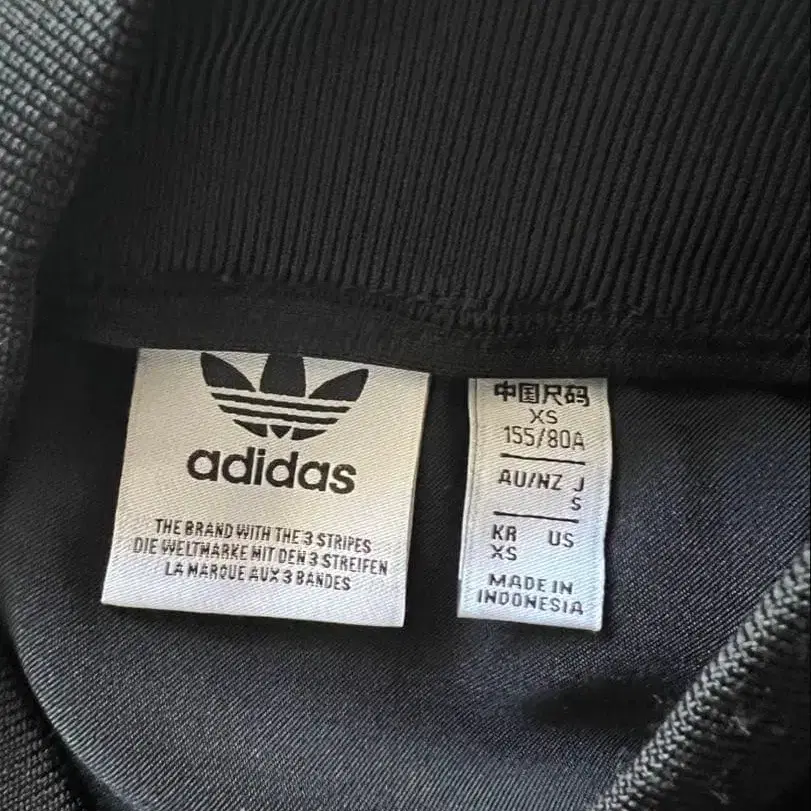 adidas
THE BRAND WITH THE 3 STRIPES
DIE WELTMARKE MIT DEN 3 STREIFEN
LA MARQUE AUX 3 BANDES
中国尺码
XS
155/80A
AU/NZ J
S
KR US
XS
MADE IN
INDONESIA